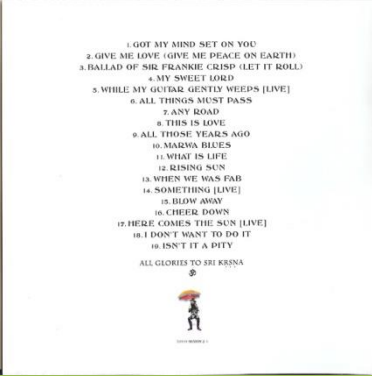 1. GOT MY MIND SET ON YOU
2. GIVE ME LOVE (GIVE ME PEACE ON EARTH)
3. BALLAD OF SIR FRANKIE CRISP (LET IT ROLL)
4. MY SWEET LORD
5. WHILE MY GUITAR GENTLY WEEPS [LIVE]
6. ALL THINGS MUST PASS
7. ANY ROAD
8. THIS IS LOVE
9. ALL THOSE YEARS AGO
10. MARWA BLUES
11. WHAT IS LIFE
12. RISING SUN
13. WHEN WE WAS FAB
14. SOMETHING [LIVE]
15. BLOW AWAY
16. CHEER DOWN
17. HERE COMES THE SUN [LIVE]
18. I DON'T WANT TO DO IT
19. ISN'T IT A PITY
ALL GLORIES TO SRI KRSNA
ॐ